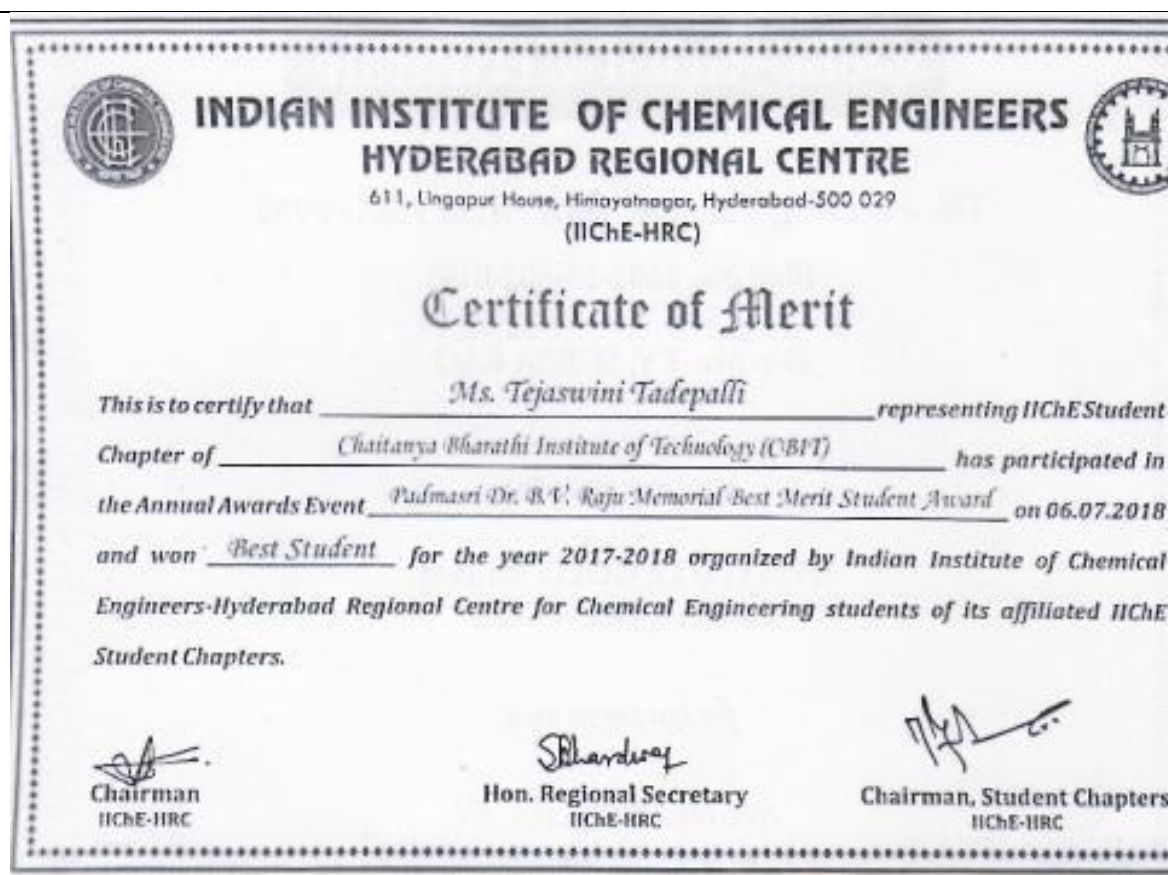 INDIAN INSTITUTE OF CHEMICAL ENGINEERS
HYDERABAD REGIONAL CENTRE
611, Lingapur House, Himayatnagar, Hyderabad-500 029
(IIChE-HRC)
Certificate of Merit
This is to certify that Ms. Tejaswini Tadepalli representing IIChE Student
Chapter of Chaitanya Bharathi Institute of Technology (CBIT) has participated in
the Annual Awards Event Padmasri Dr. B.V. Raju Memorial Best Merit Student Award on 06.07.2018
and won Best Student for the year 2017-2018 organized by Indian Institute of Chemical
Engineers-Hyderabad Regional Centre for Chemical Engineering students of its affiliated IIChE
Student Chapters.
SBhardwaj
Chairman Hon. Regional Secretary Chairman, Student Chapters
IIChE-HRC IIChE-HRC IIChE-HRC